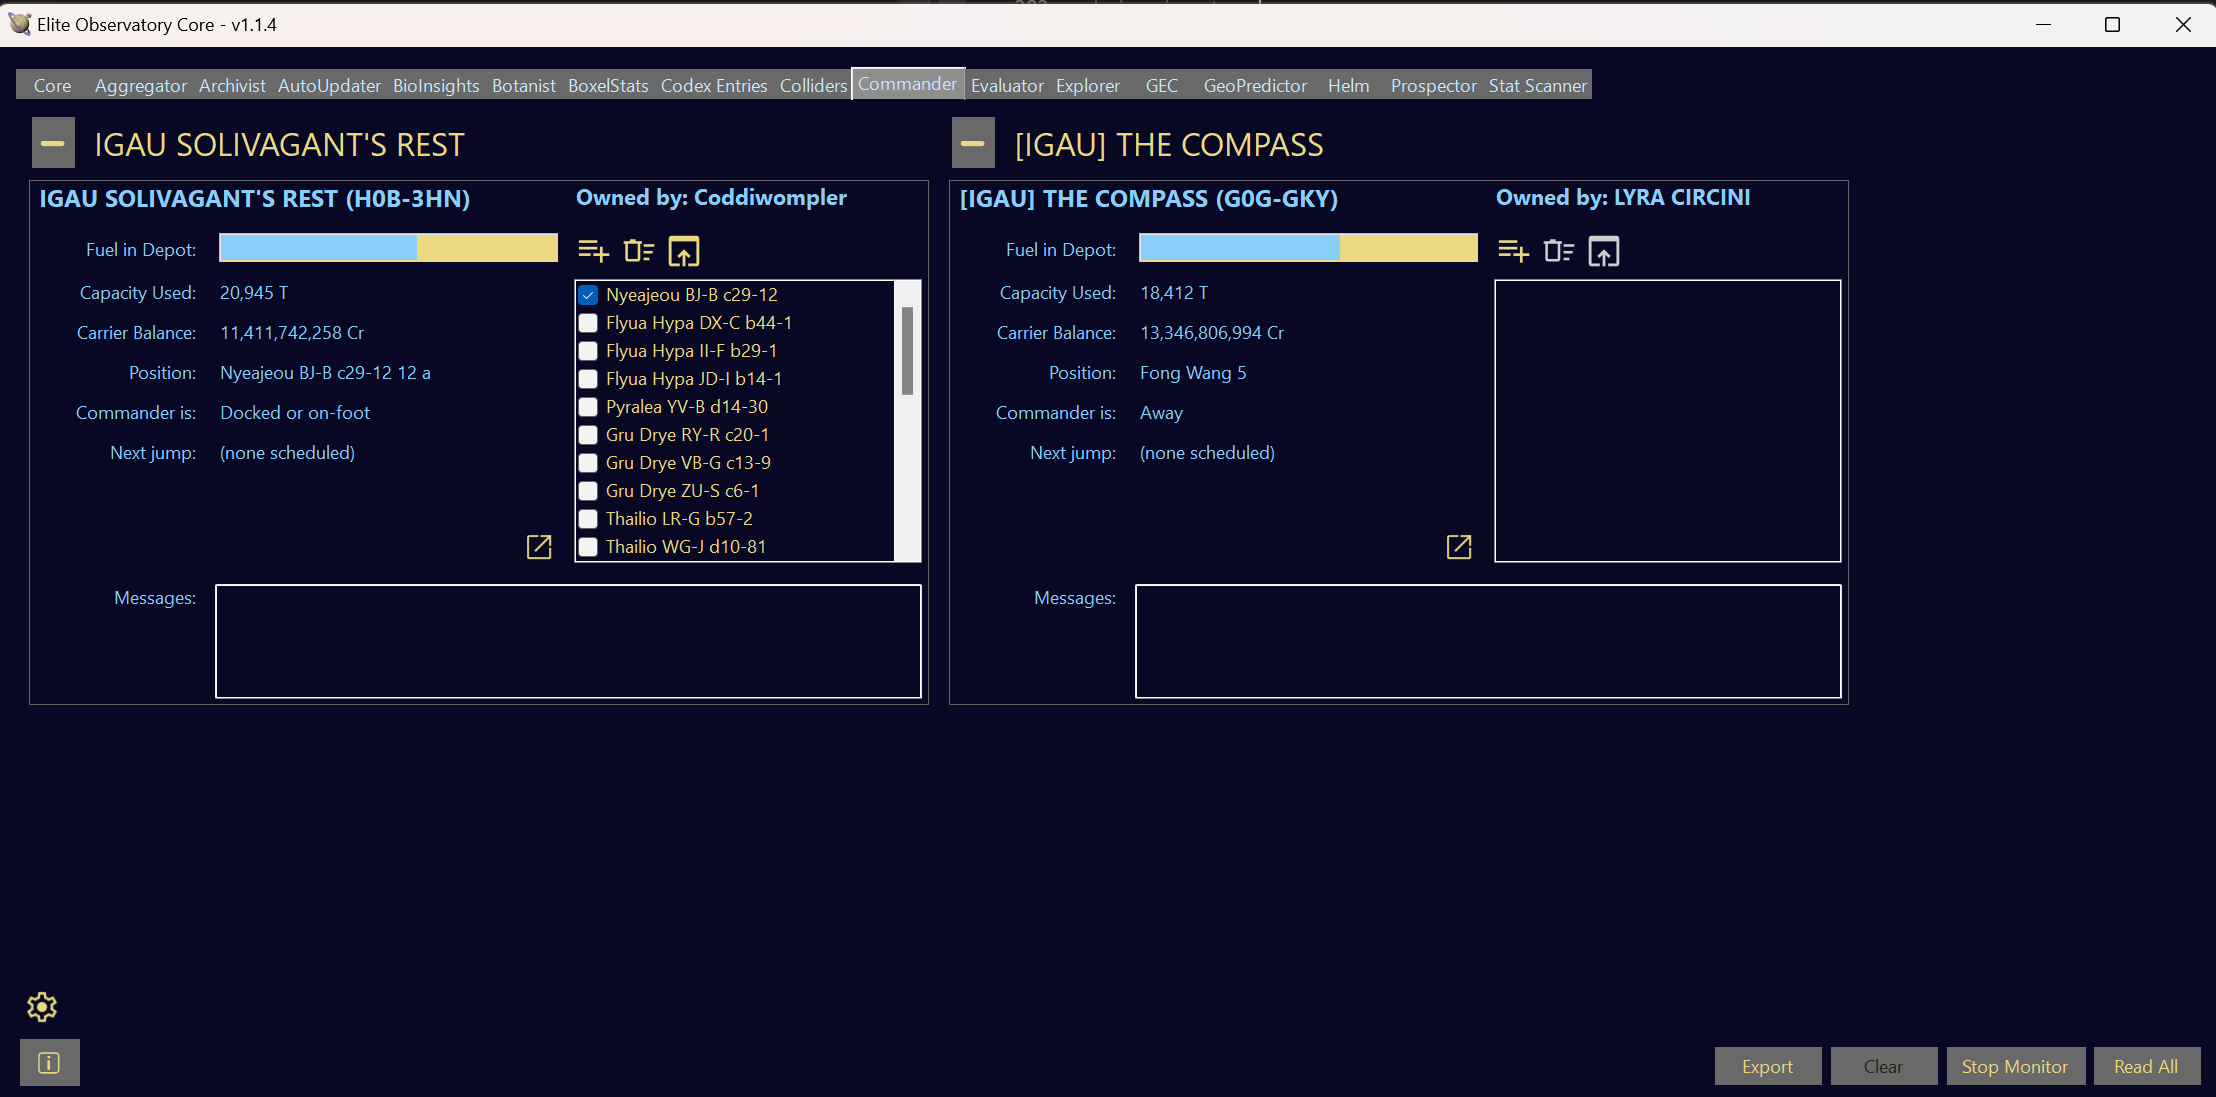 Elite Observatory Core - v1.1.4
Core Aggregator Archivist AutoUpdater BioInsights Botanist BoxelStats Codex Entries Colliders Commander Evaluator Explorer GEC GeoPredictor Helm Prospector Stat Scanner
IGAU SOLIVAGANT'S REST
IGAU SOLIVAGANT'S REST (H0B-3HN)
Owned by: Coddiwompler
Fuel in Depot:
Capacity Used: 20,945 T
Carrier Balance: 11,411,742,258 Cr
Position: Nyeajeou BJ-B c29-12 12 a
Commander is: Docked or on-foot
Next jump: (none scheduled)
Nyeajeou BJ-B c29-12
Flyua Hypa DX-C b44-1
Flyua Hypa II-F b29-1
Flyua Hypa JD-I b14-1
Pyralea YV-B d14-30
Gru Drye RY-R c20-1
Gru Drye VB-G c13-9
Gru Drye ZU-S c6-1
Thailio LR-G b57-2
Thailio WG-J d10-81
Messages:
[IGAU] THE COMPASS
[IGAU] THE COMPASS (G0G-GKY)
Owned by: LYRA CIRCINI
Fuel in Depot:
Capacity Used: 18,412 T
Carrier Balance: 13,346,806,994 Cr
Position: Fong Wang 5
Commander is: Away
Next jump: (none scheduled)
Messages:
Export Clear Stop Monitor Read All